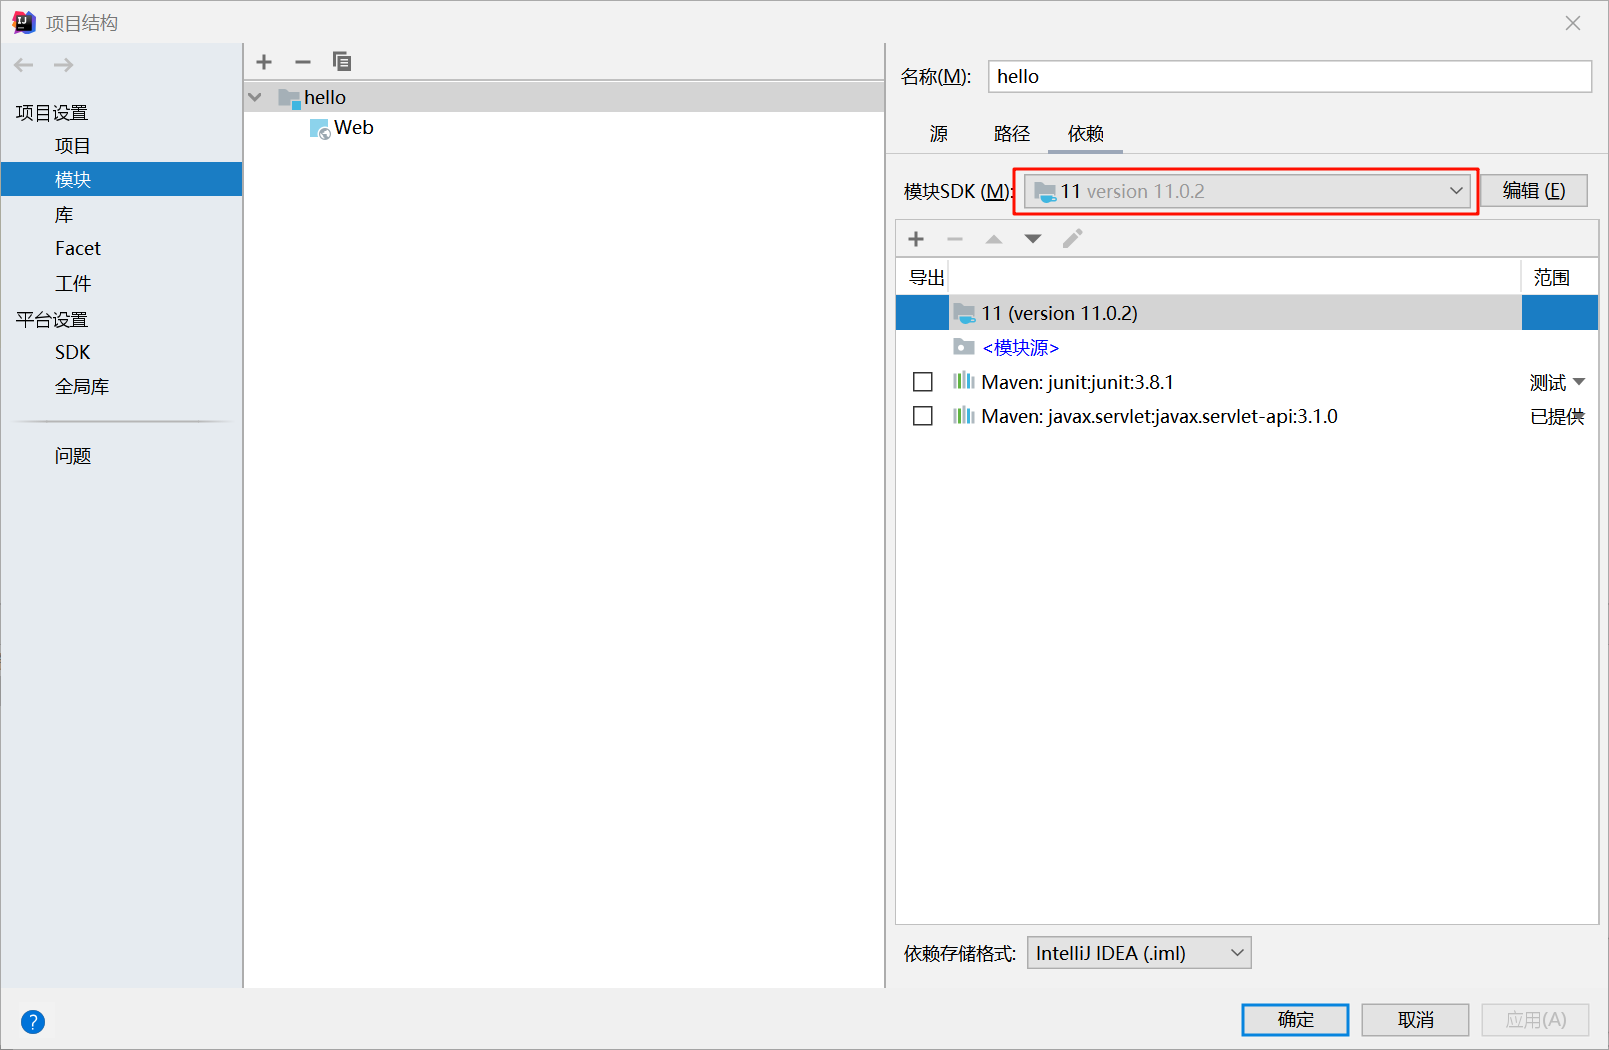 项目结构
项目设置
项目
模块
库
Facet
工件
平台设置
SDK
全局库
问题
hello
Web
名称(M): hello
源 路径 依赖
模块SDK (M): 11 version 11.0.2 编辑 (E)
导出 范围
11 (version 11.0.2)
<模块源>
Maven: junit:junit:3.8.1 测试
Maven: javax.servlet:javax.servlet-api:3.1.0 已提供
依赖存储格式: IntelliJ IDEA (.iml)
? 确定 取消 应用(A)